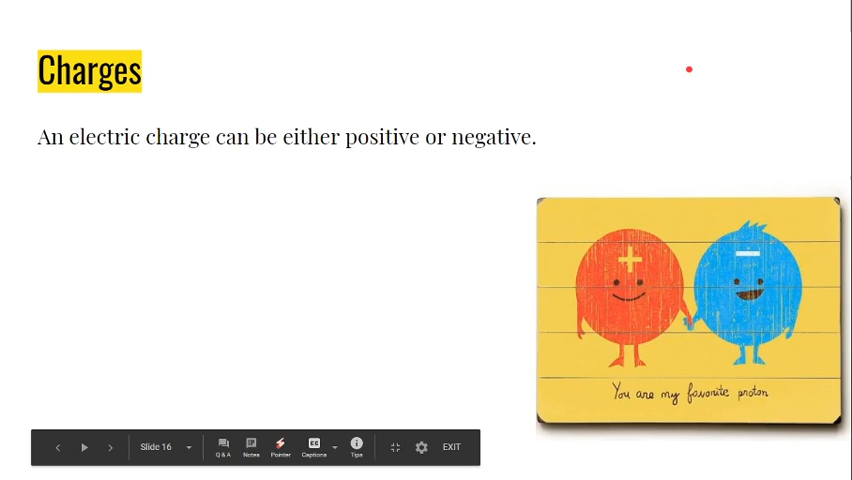 Charges
An electric charge can be either positive or negative.
+ −
You are my favorite proton
Slide 16
Q & A Notes Pointer CC Captions Tips EXIT